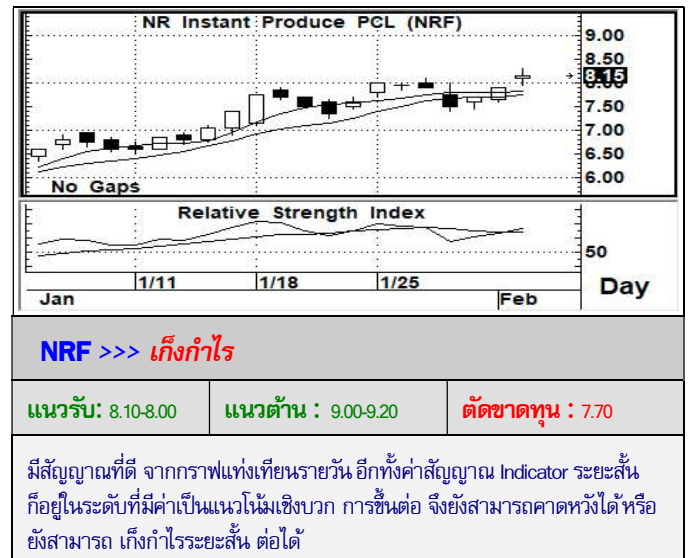 NR Instant Produce PCL (NRF)
9.00
8.50
8.15
7.50
7.00
6.50
6.00
No Gaps
Relative Strength Index
50
1/11 1/18 1/25
Jan Feb
Day
NRF >>> เก็งกำไร
แนวรับ: 8.10-8.00 แนวต้าน : 9.00-9.20 ตัดขาดทุน : 7.70
มีสัญญาณที่ดี จากกราฟแท่งเทียนรายวัน อีกทั้งค่าสัญญาณ Indicator ระยะสั้น
ก็อยู่ในระดับที่มีค่าเป็นแนวโน้มเชิงบวก การขึ้นต่อ จึงยังสามารถคาดหวังได้ หรือ
ยังสามารถ เก็งกำไรระยะสั้น ต่อได้